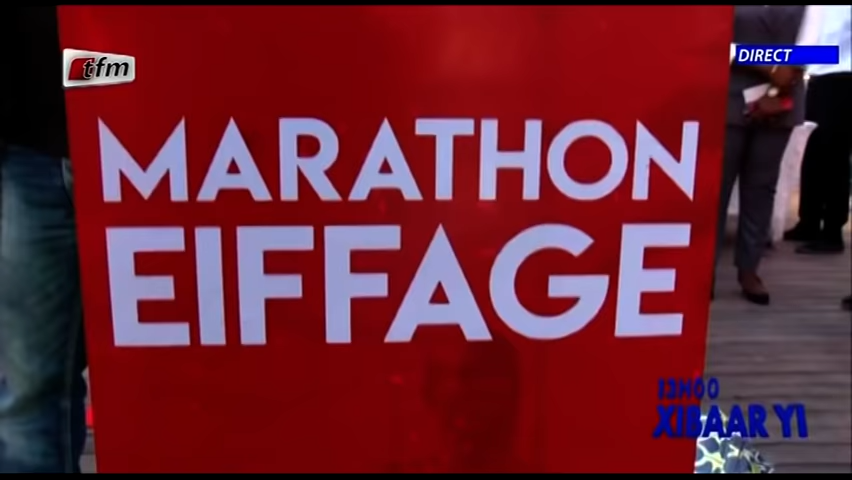 tfm
DIRECT
MARATHON
EIFFAGE
13H00
XIBAAR YI